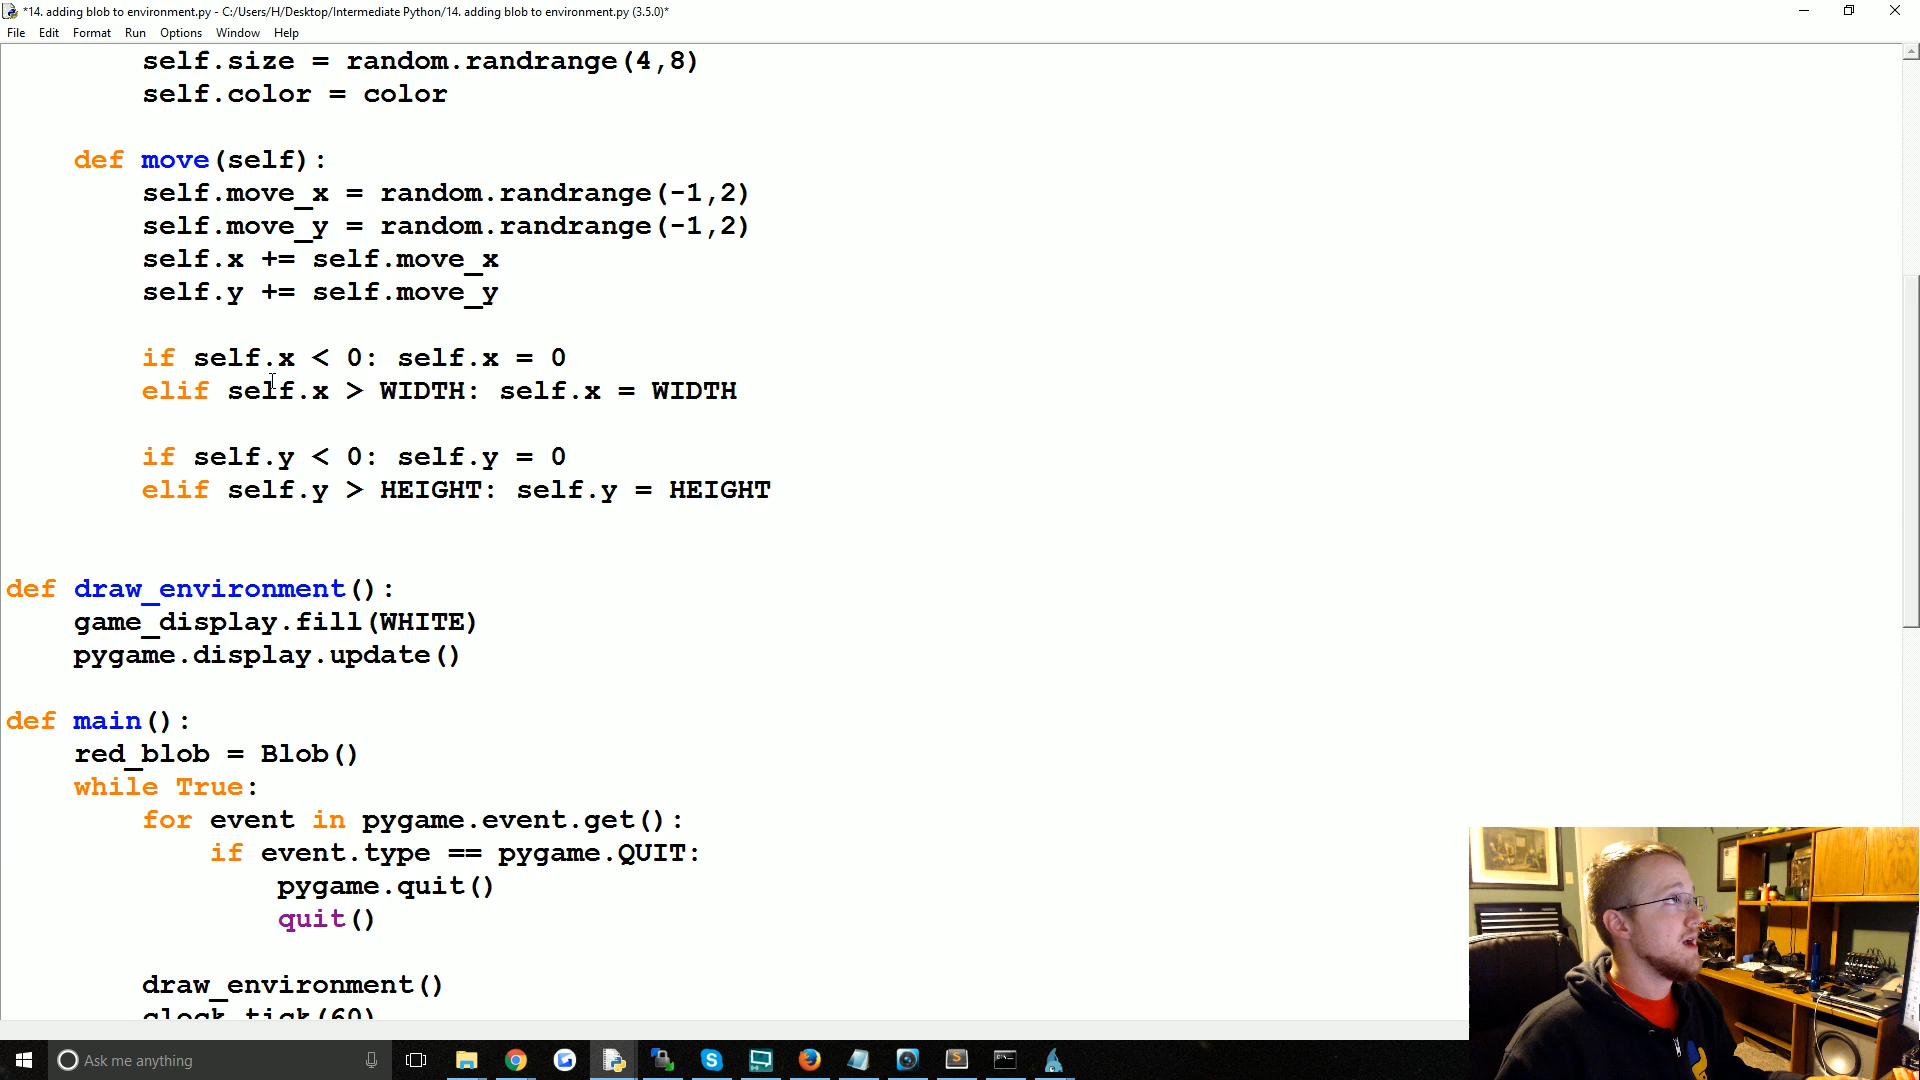 *14. adding blob to environment.py - C:/Users/H/Desktop/Intermediate Python/14. adding blob to environment.py (3.5.0)*
File Edit Format Run Options Window Help
self.size = random.randrange(4,8)
self.color = color
def move(self):
self.move_x = random.randrange(-1,2)
self.move_y = random.randrange(-1,2)
self.x += self.move_x
self.y += self.move_y
if self.x < 0: self.x = 0
elif self.x > WIDTH: self.x = WIDTH
if self.y < 0: self.y = 0
elif self.y > HEIGHT: self.y = HEIGHT
def draw_environment():
game_display.fill(WHITE)
pygame.display.update()
def main():
red_blob = Blob()
while True:
for event in pygame.event.get():
if event.type == pygame.QUIT:
pygame.quit()
quit()
draw_environment()
clock.tick(60)
Ask me anything